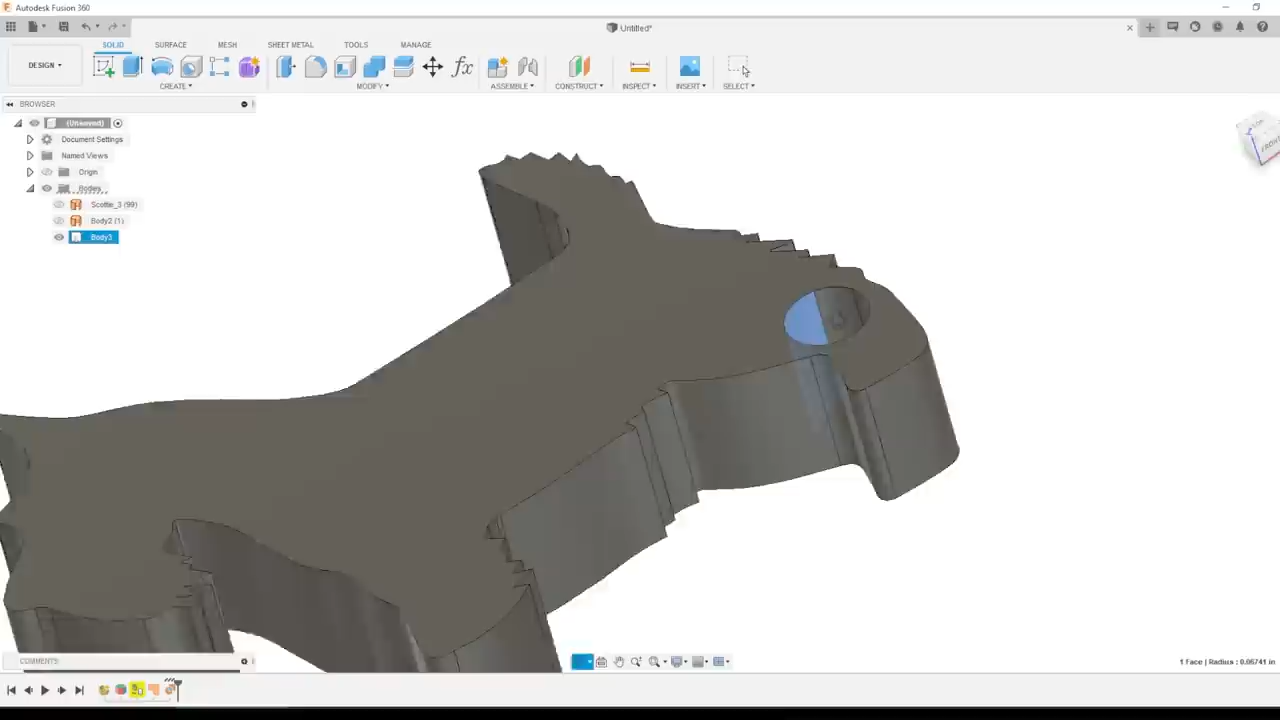 Autodesk Fusion 360
Untitled*
DESIGN
SOLID SURFACE MESH SHEET METAL TOOLS MANAGE
CREATE MODIFY ASSEMBLE CONSTRUCT INSPECT INSERT SELECT
fx
BROWSER
(Unsaved)
Document Settings
Named Views
Origin
Bodies
Scottie_3 (99)
Body2 (1)
Body3
FRONT
COMMENTS
1 Face | Radius : 0.06741 in